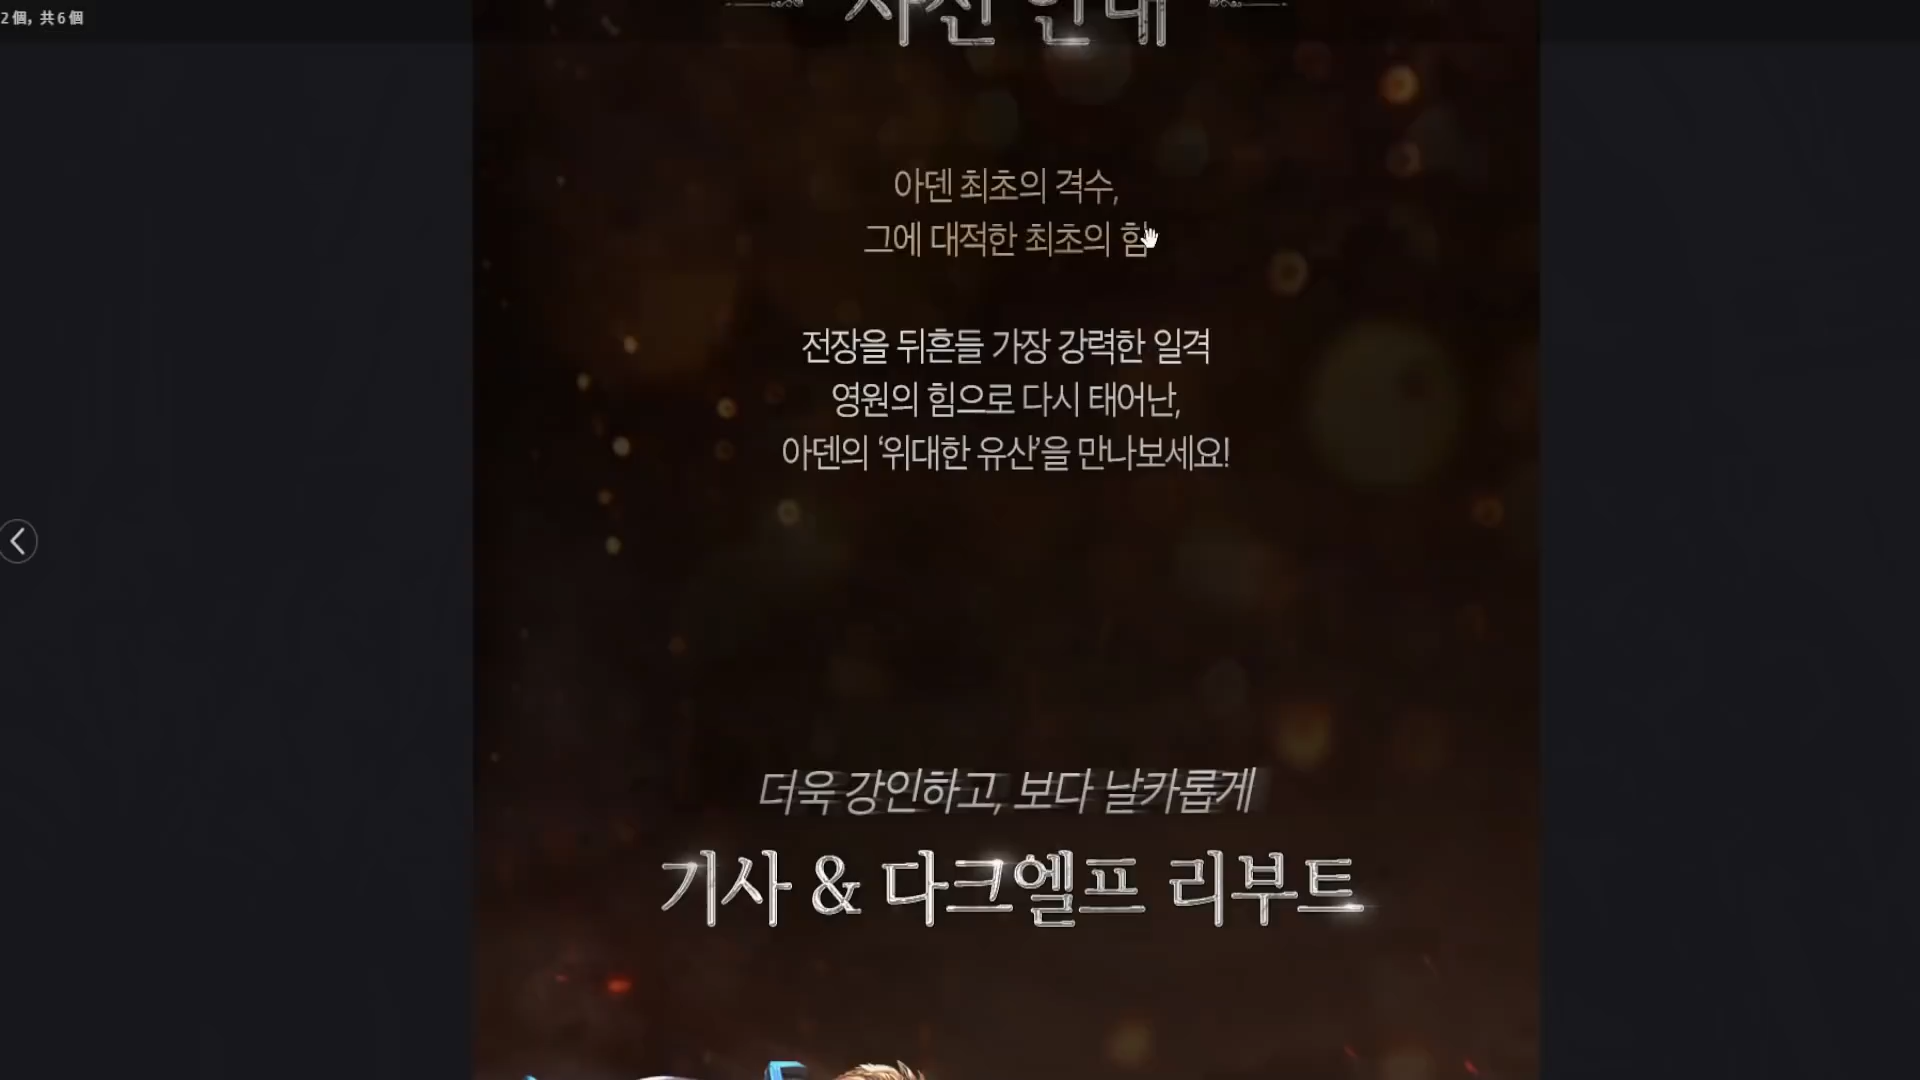 2個, 共6個
사전 안내
아덴 최초의 격수,
그에 대적한 최초의 힘
전장을 뒤흔들 가장 강력한 일격
영원의 힘으로 다시 태어난,
아덴의 ‘위대한 유산’을 만나보세요!
더욱 강인하고, 보다 날카롭게
기사 & 다크엘프 리부트